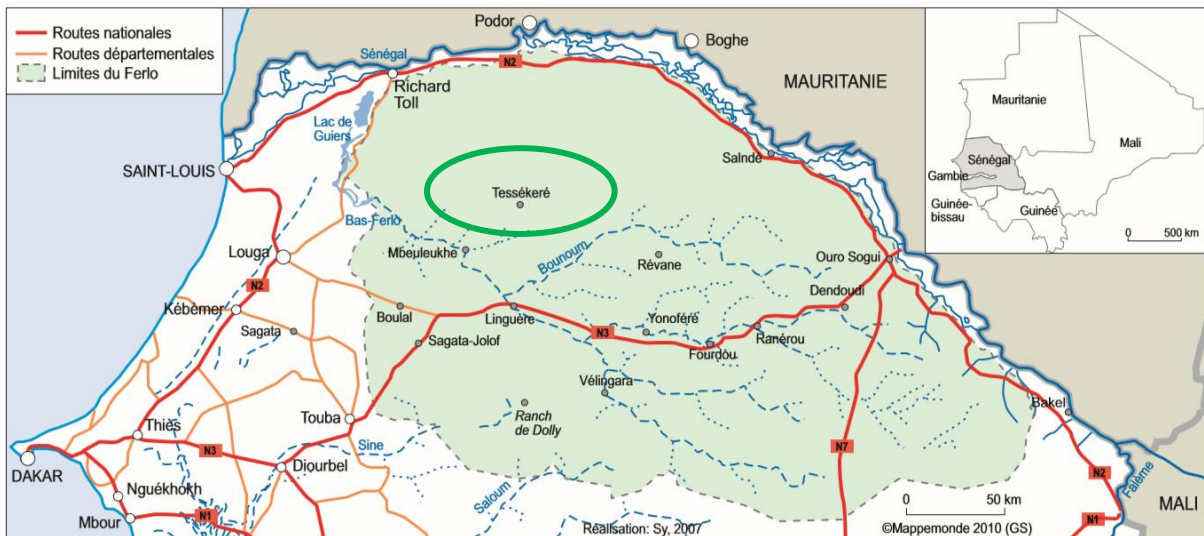 Routes nationales
Routes départementales
Limites du Ferlo
Podor
Boghe
Sénégal
N2
Richard
Toll
MAURITANIE
Lac de
Guiers
SAINT-LOUIS
Salndé
Tessékeré
Bas-Ferlo
Mbeuleukhe
Louga
Bounoum
Révane
Ouro Sogui
N2
Kébèmer
Sagata
Boulal
Linguère
Dendoudi
N3
Yonoféré
Sagata-Jolof
Fourdou
Ranérou
Vélingara
Ranch
de Dolly
Touba
Bakel
Thiès
Sine
N3
Diourbel
DAKAR
N7
N2
Nguékhokh
Saloum
Falémé
Mbour
N1
0 50 km
MALI
N1
Réalisation: Sy, 2007
©Mappemonde 2010 (GS)
Mauritanie
Mali
Sénégal
Gambie
Guinée-
bissau
Guinée
0 500 km